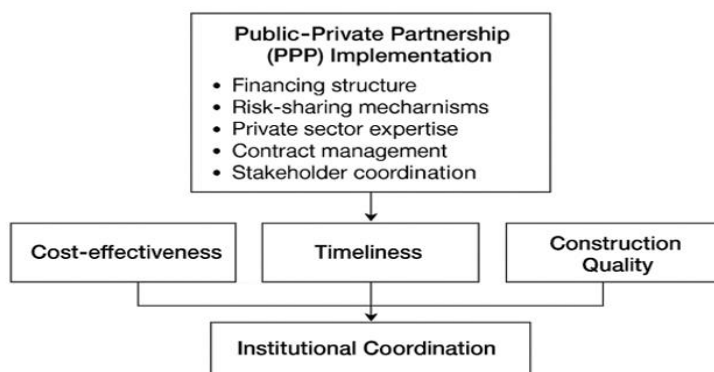 Public-Private Partnership
(PPP) Implementation
• Financing structure
• Risk-sharing mecharnisms
• Private sector expertise
• Contract management
• Stakeholder coordination
Cost-effectiveness
Timeliness
Construction
Quality
Institutional Coordination